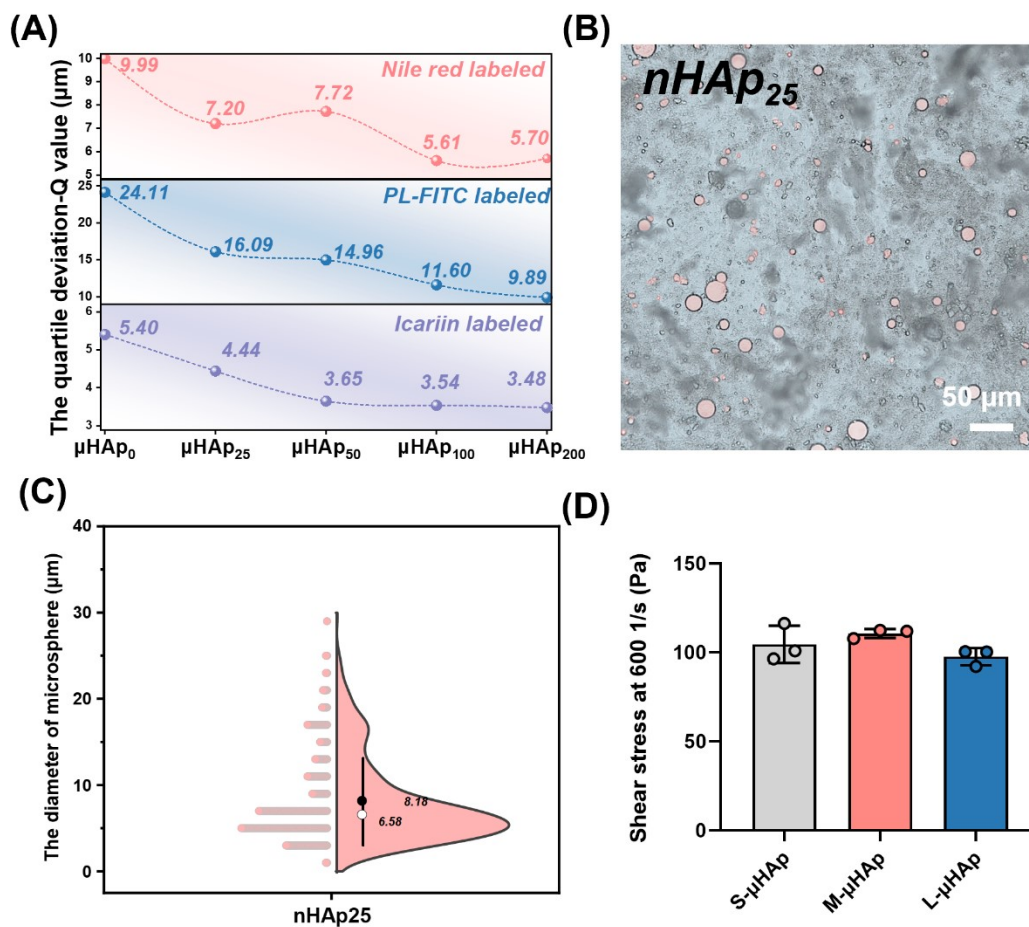 (A)
The quartile deviation-Q value (μm)
10
9
8
7
6
5
Nile red labeled
9.99
7.20
7.72
5.61
5.70
25
20
15
10
PL-FITC labeled
24.11
16.09
14.96
11.60
9.89
6
5
4
3
Icariin labeled
5.40
4.44
3.65
3.54
3.48
μHAp₀ μHAp₂₅ μHAp₅₀ μHAp₁₀₀ μHAp₂₀₀
(B)
nHAp₂₅
50 μm
(C)
The diameter of microsphere (μm)
40
30
20
10
0
8.18
6.58
nHAp25
(D)
Shear stress at 600 1/s (Pa)
150
100
50
0
S-μHAp
M-μHAp
L-μHAp